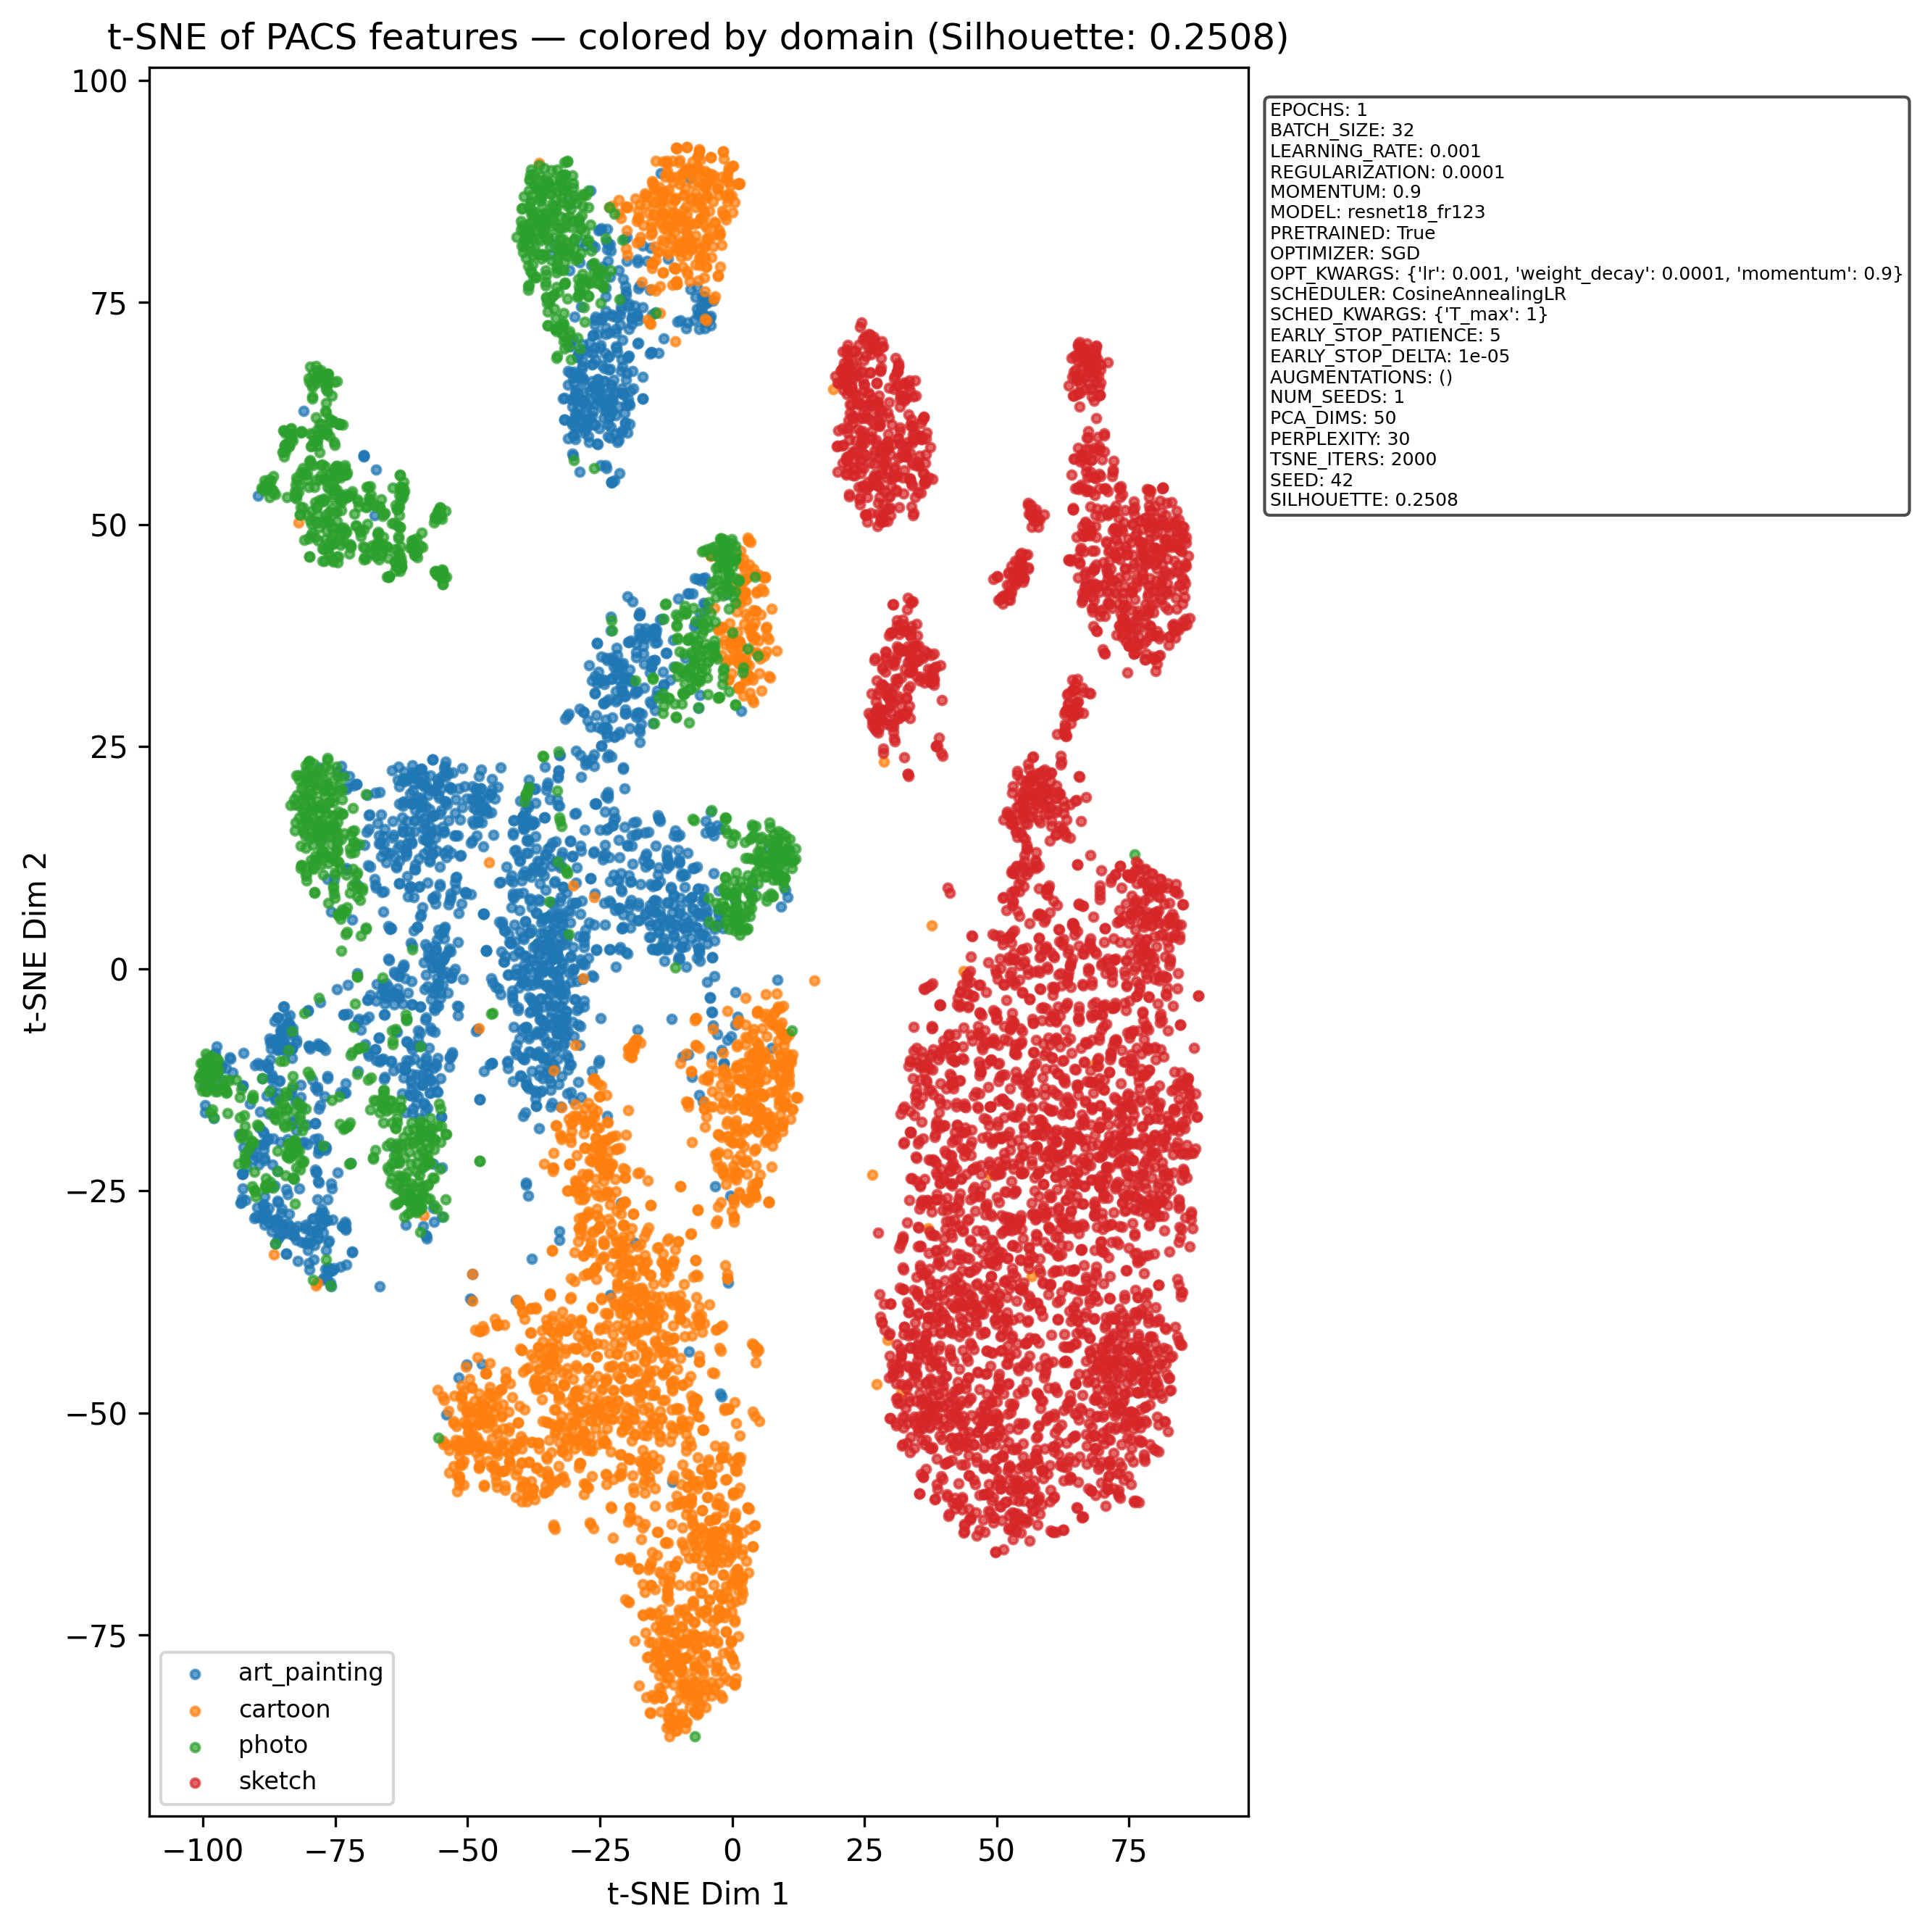 t-SNE of PACS features — colored by domain (Silhouette: 0.2508)
100
75
50
25
0
−25
−50
−75
t-SNE Dim 2
−100
−75
−50
−25
0
25
50
75
t-SNE Dim 1
art_painting
cartoon
photo
sketch
EPOCHS: 1
BATCH_SIZE: 32
LEARNING_RATE: 0.001
REGULARIZATION: 0.0001
MOMENTUM: 0.9
MODEL: resnet18_fr123
PRETRAINED: True
OPTIMIZER: SGD
OPT_KWARGS: {'lr': 0.001, 'weight_decay': 0.0001, 'momentum': 0.9}
SCHEDULER: CosineAnnealingLR
SCHED_KWARGS: {'T_max': 1}
EARLY_STOP_PATIENCE: 5
EARLY_STOP_DELTA: 1e-05
AUGMENTATIONS: ()
NUM_SEEDS: 1
PCA_DIMS: 50
PERPLEXITY: 30
TSNE_ITERS: 2000
SEED: 42
SILHOUETTE: 0.2508